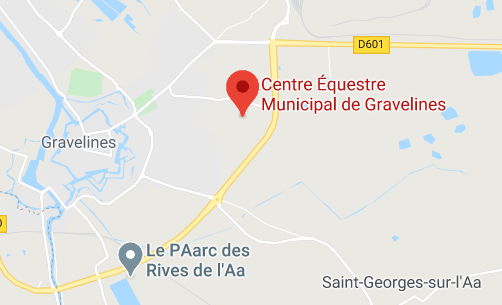 D601
Centre Équestre
Municipal de Gravelines
Gravelines
Le PAarc des
Rives de l'Aa
Saint-Georges-sur-l'Aa